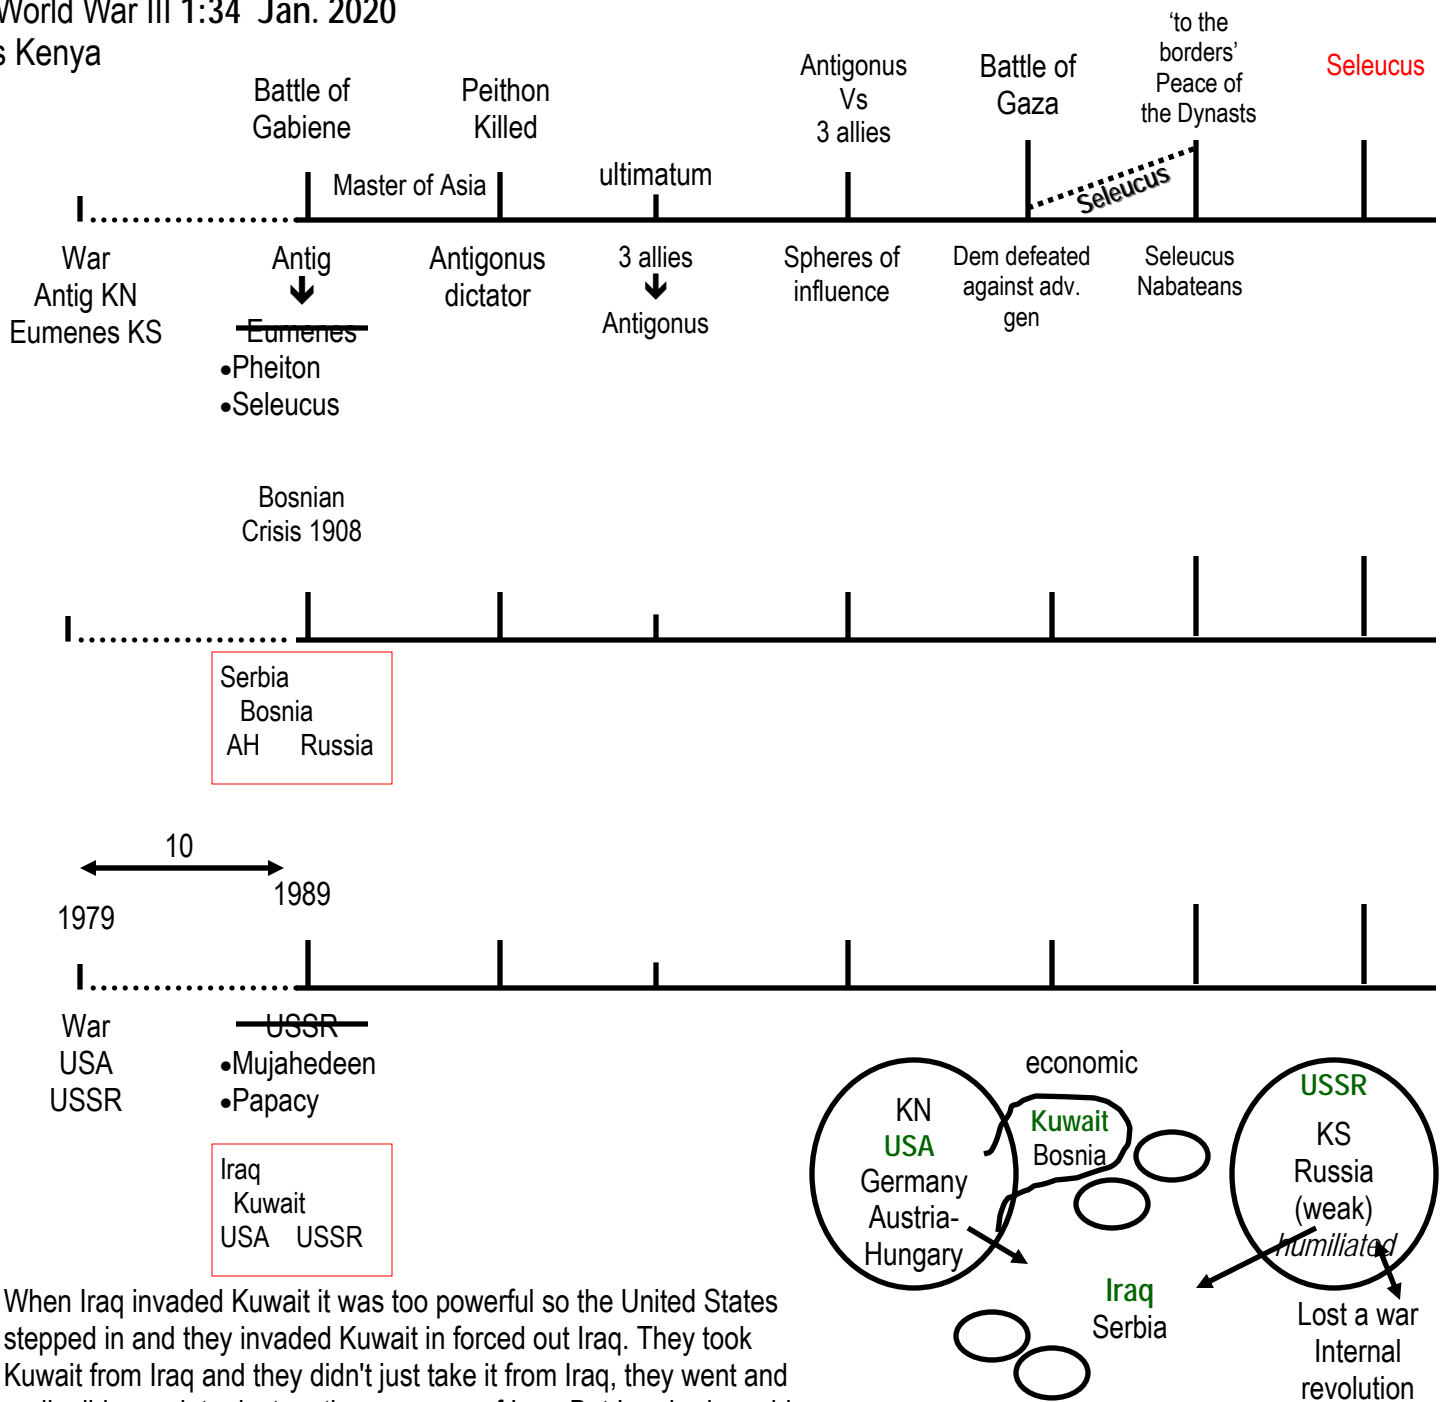 World War III 1:34 Jan. 2020
s Kenya
Battle of
Gabiene
Peithon
Killed
Antigonus
Vs
3 allies
Battle of
Gaza
‘to the
borders’
Peace of
the Dynasts
Seleucus
Master of Asia
ultimatum
Seleucus
War
Antig KN
Eumenes KS
Antig
Eumenes
•Pheiton
•Seleucus
Antigonus
dictator
3 allies
Antigonus
Spheres of
influence
Dem defeated
against adv.
gen
Seleucus
Nabateans
Bosnian
Crisis 1908
Serbia
Bosnia
AH Russia
10
1979
1989
War
USA
USSR
USSR
•Mujahedeen
•Papacy
Iraq
Kuwait
USA USSR
KN
USA
Germany
Austria-
Hungary
economic
Kuwait
Bosnia
USSR
KS
Russia
(weak)
humiliated
Iraq
Serbia
Lost a war
Internal
revolution
When Iraq invaded Kuwait it was too powerful so the United States
stepped in and they invaded Kuwait in forced out Iraq. They took
Kuwait from Iraq and they didn't just take it from Iraq, they went and